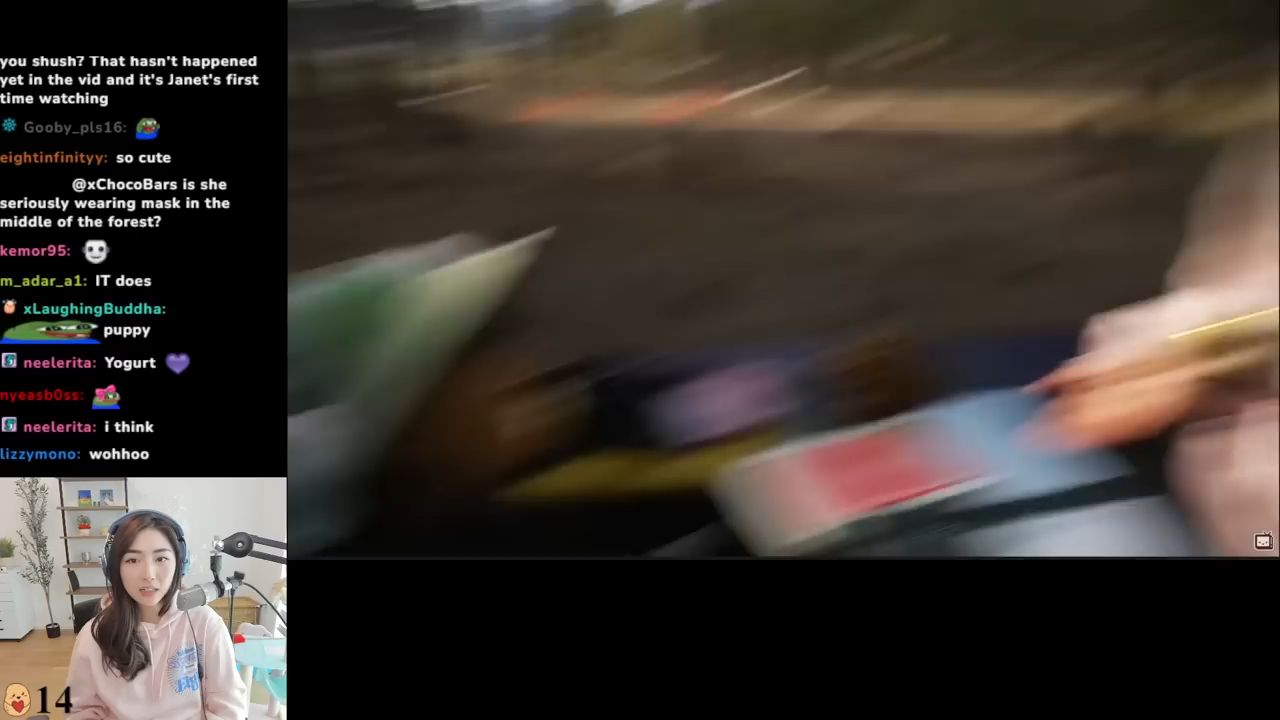 you shush? That hasn't happened
yet in the vid and it's Janet's first
time watching
Gooby_pls16:
eightinfinityy: so cute
@xChocoBars is she
seriously wearing mask in the
middle of the forest?
kemor95:
m_adar_a1: IT does
xLaughingBuddha:
puppy
neelerita: Yogurt
nyeasb0ss:
neelerita: i think
lizzymono: wohhoo
14